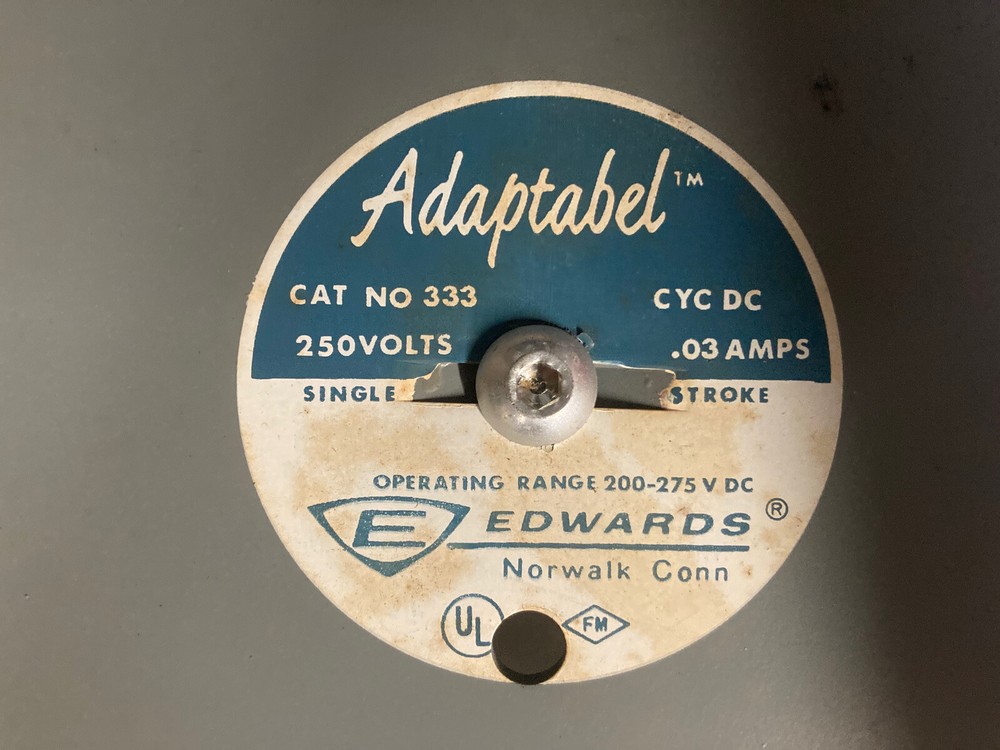 Adaptabel™
CAT NO 333 CYC DC
250VOLTS .03 AMPS
SINGLE STROKE
OPERATING RANGE 200-275 V DC
E EDWARDS ®
Norwalk Conn
UL FM